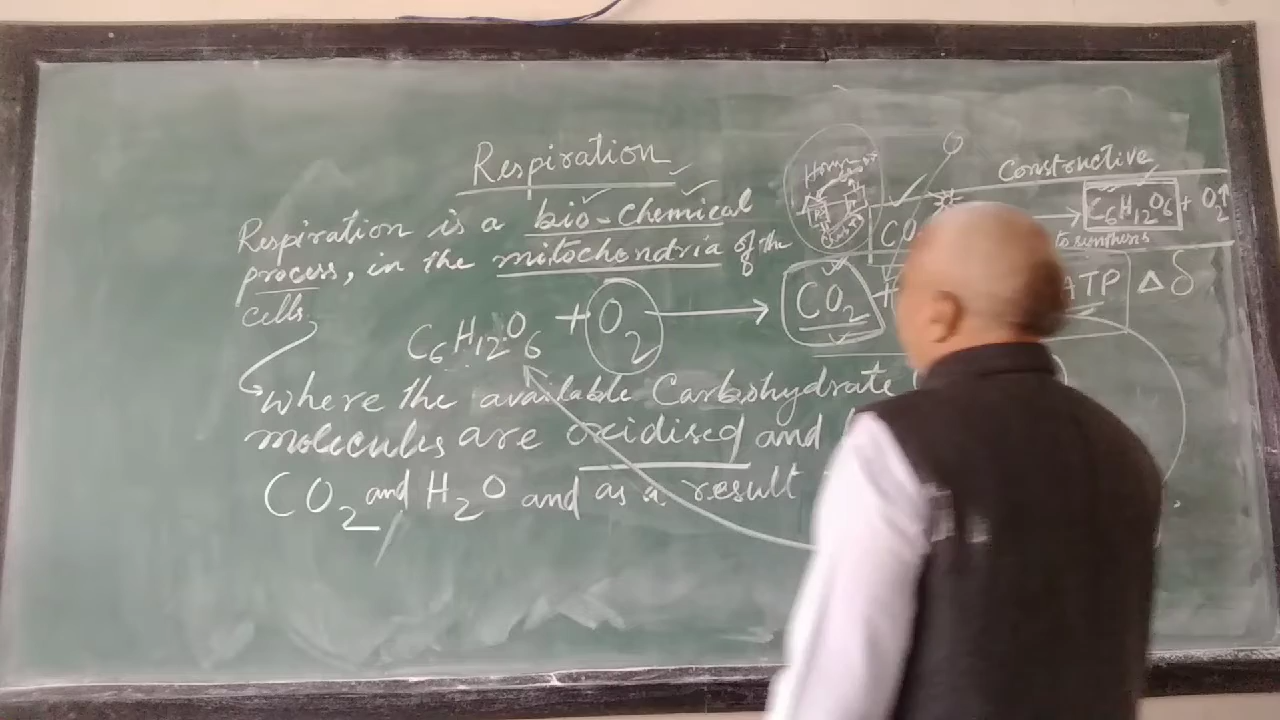 Respiration
Constructive
Respiration is a bio-chemical
process, in the mitochondria of the
cells
CO
C6H12O6 + O2↑
C6H12O6 + O2 → CO2 +
ATP Δ δ
where the available Carbohydrate
molecules are oxidised and
CO2 and H2O and as a result